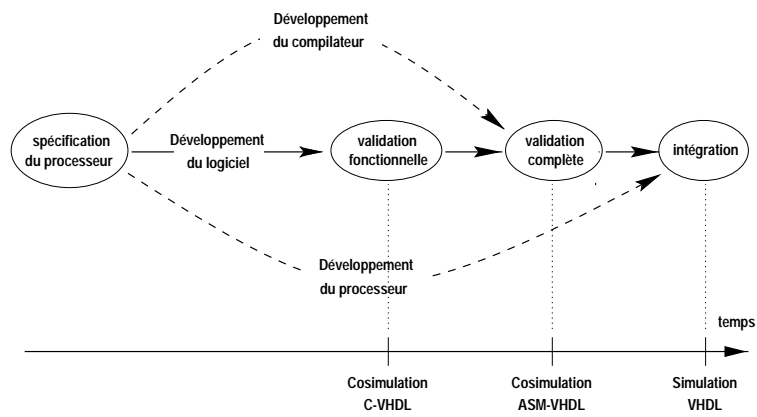 Développement
du compilateur
spécification
du processeur
Développement
du logiciel
validation
fonctionnelle
validation
complète
intégration
Développement
du processeur
temps
Cosimulation
C-VHDL
Cosimulation
ASM-VHDL
Simulation
VHDL